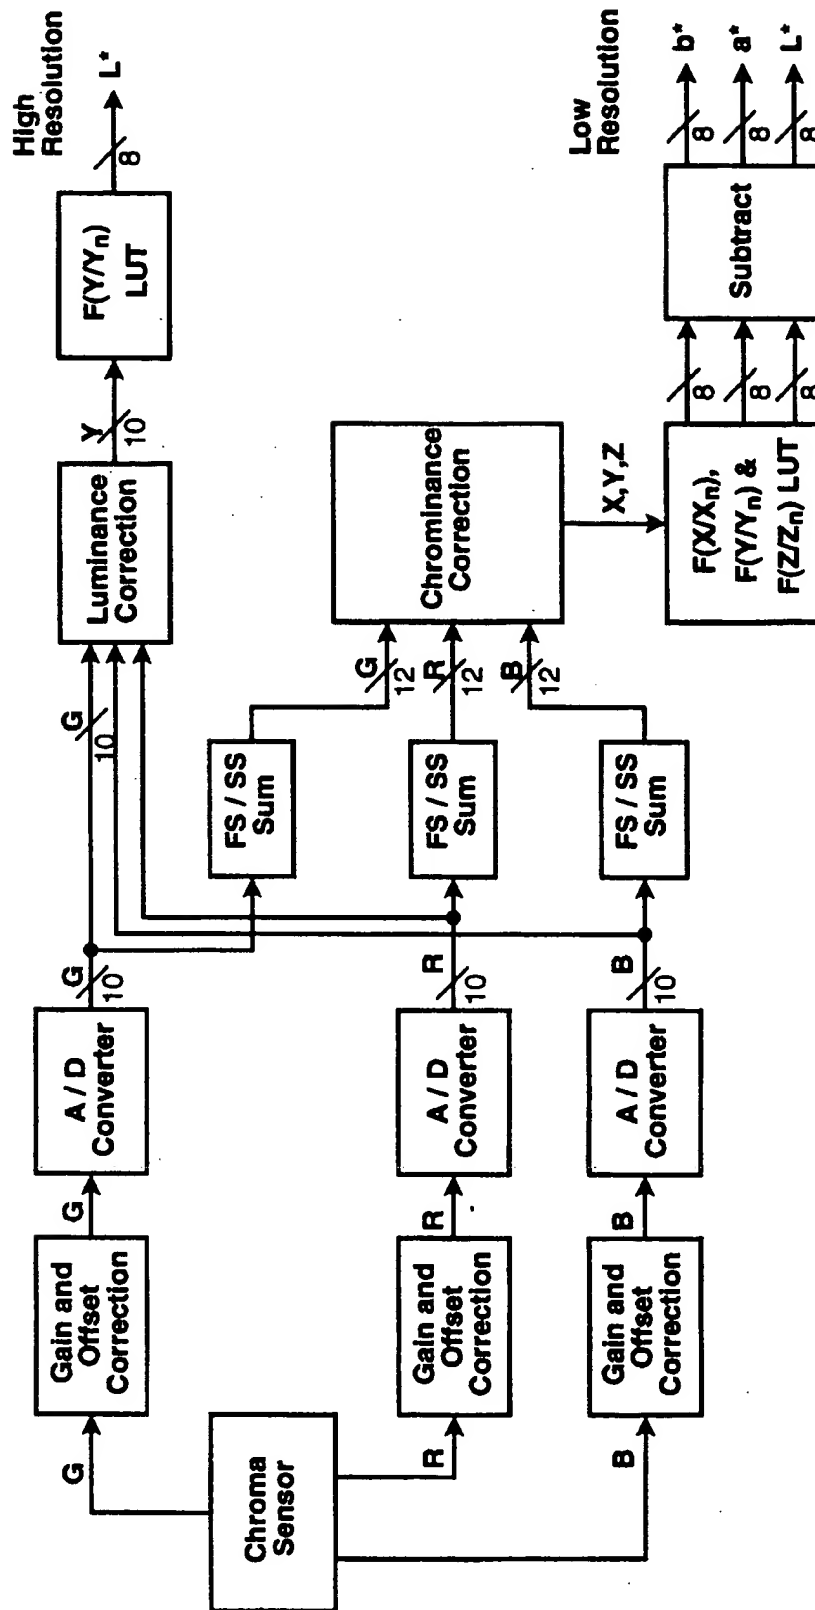 Chroma
Sensor
G
R
B
Gain and
Offset
Correction
G
A / D
Converter
G
10
Gain and
Offset
Correction
R
A / D
Converter
R
10
Gain and
Offset
Correction
B
A / D
Converter
B
10
G
10
FS / SS
Sum
FS / SS
Sum
FS / SS
Sum
G
12
R
12
B
12
Luminance
Correction
Y
10
F(Y/Yn)
LUT
8
High
Resolution
L*
Chrominance
Correction
X,Y,Z
F(X/Xn),
F(Y/Yn) &
F(Z/Zn) LUT
8
8
8
Subtract
8
8
8
Low
Resolution
b*
a*
L*